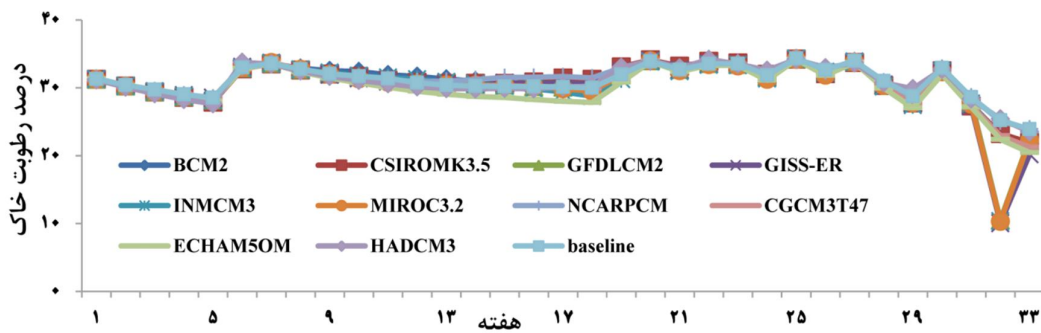 درصد رطوبت خاک
۴۰
۳۰
۲۰
۱۰
۰
BCM2 CSIROMK3.5 GFDLCM2 GISS-ER
INMCM3 MIROC3.2 NCARPCM CGCM3T47
ECHAM5OM HADCM3 baseline
۱ ۵ ۹ ۱۳ ۱۷ ۲۱ ۲۵ ۲۹ ۳۳
هفته